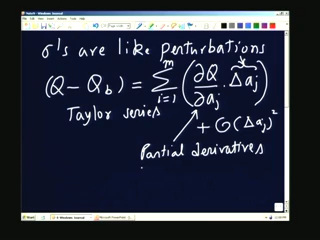 σ's are like perturbations
(Q − Q_b) = Σ_{i=1}^{m} (∂Q/∂a_j · Δa_j)
+ O(Δa_j)²
Taylor series
Partial derivatives